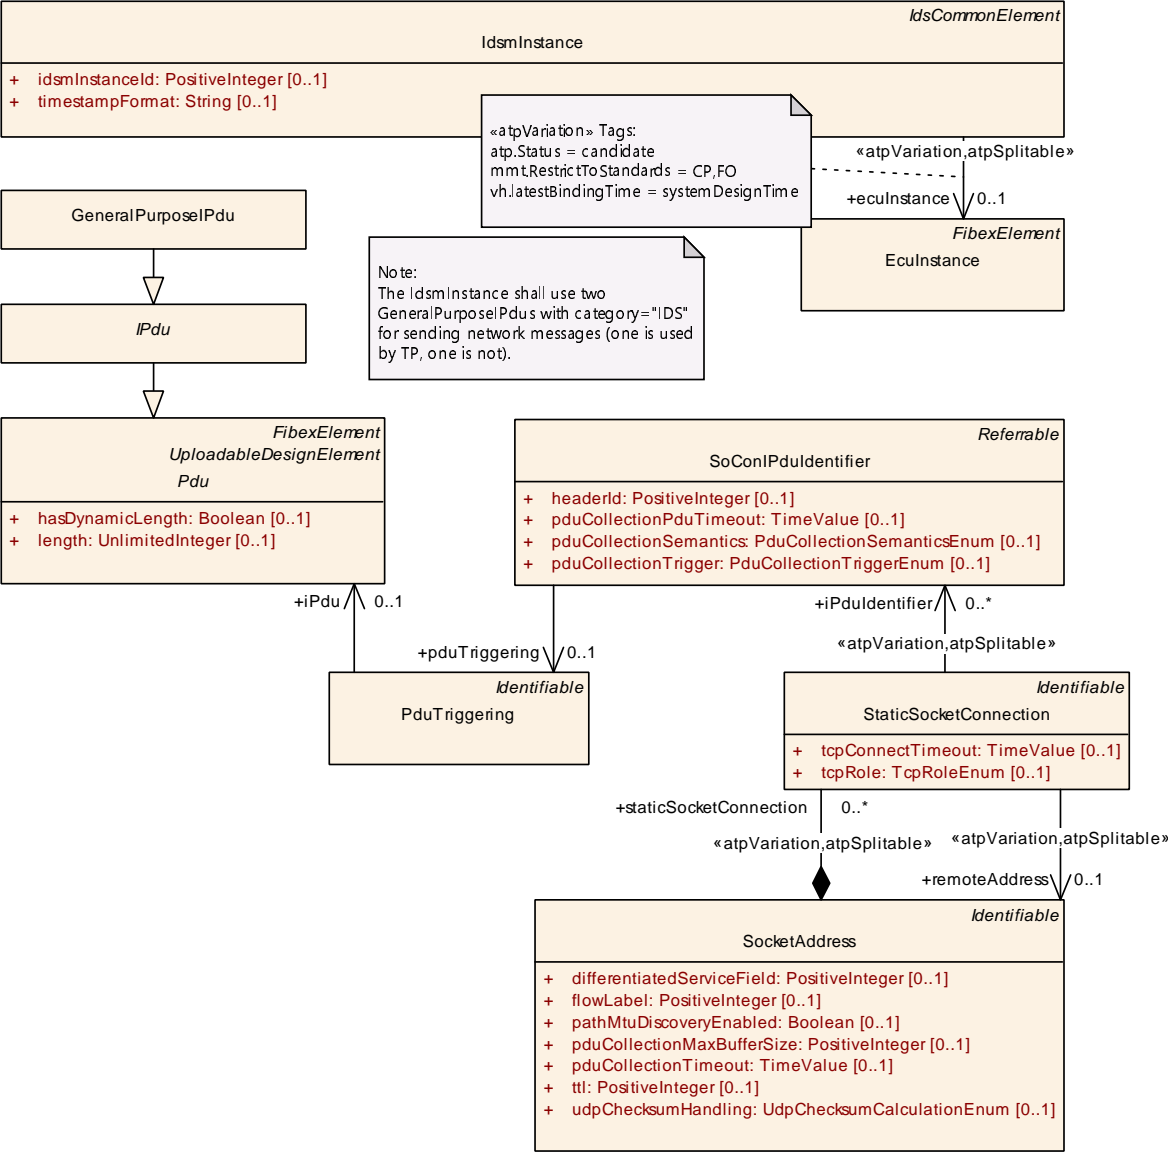 IdsCommonElement
IdsmInstance
+ idsmInstanceId: PositiveInteger [0..1]
+ timestampFormat: String [0..1]
«atpVariation» Tags:
atp.Status = candidate
mmt.RestrictToStandards = CP,FO
vh.latestBindingTime = systemDesignTime
«atpVariation,atpSplitable»
+ecuInstance 0..1
FibexElement
EcuInstance
GeneralPurposeIPdu
IPdu
Note:
The IdsmInstance shall use two
GeneralPurposeIPdus with category="IDS"
for sending network messages (one is used
by TP, one is not).
FibexElement
UploadableDesignElement
Pdu
+ hasDynamicLength: Boolean [0..1]
+ length: UnlimitedInteger [0..1]
Referrable
SoConIPduIdentifier
+ headerId: PositiveInteger [0..1]
+ pduCollectionPduTimeout: TimeValue [0..1]
+ pduCollectionSemantics: PduCollectionSemanticsEnum [0..1]
+ pduCollectionTrigger: PduCollectionTriggerEnum [0..1]
+iPdu 0..1
+iPduIdentifier 0..*
«atpVariation,atpSplitable»
+pduTriggering 0..1
Identifiable
PduTriggering
Identifiable
StaticSocketConnection
+ tcpConnectTimeout: TimeValue [0..1]
+ tcpRole: TcpRoleEnum [0..1]
+staticSocketConnection 0..*
«atpVariation,atpSplitable»
«atpVariation,atpSplitable»
+remoteAddress 0..1
Identifiable
SocketAddress
+ differentiatedServiceField: PositiveInteger [0..1]
+ flowLabel: PositiveInteger [0..1]
+ pathMtuDiscoveryEnabled: Boolean [0..1]
+ pduCollectionMaxBufferSize: PositiveInteger [0..1]
+ pduCollectionTimeout: TimeValue [0..1]
+ ttl: PositiveInteger [0..1]
+ udpChecksumHandling: UdpChecksumCalculationEnum [0..1]